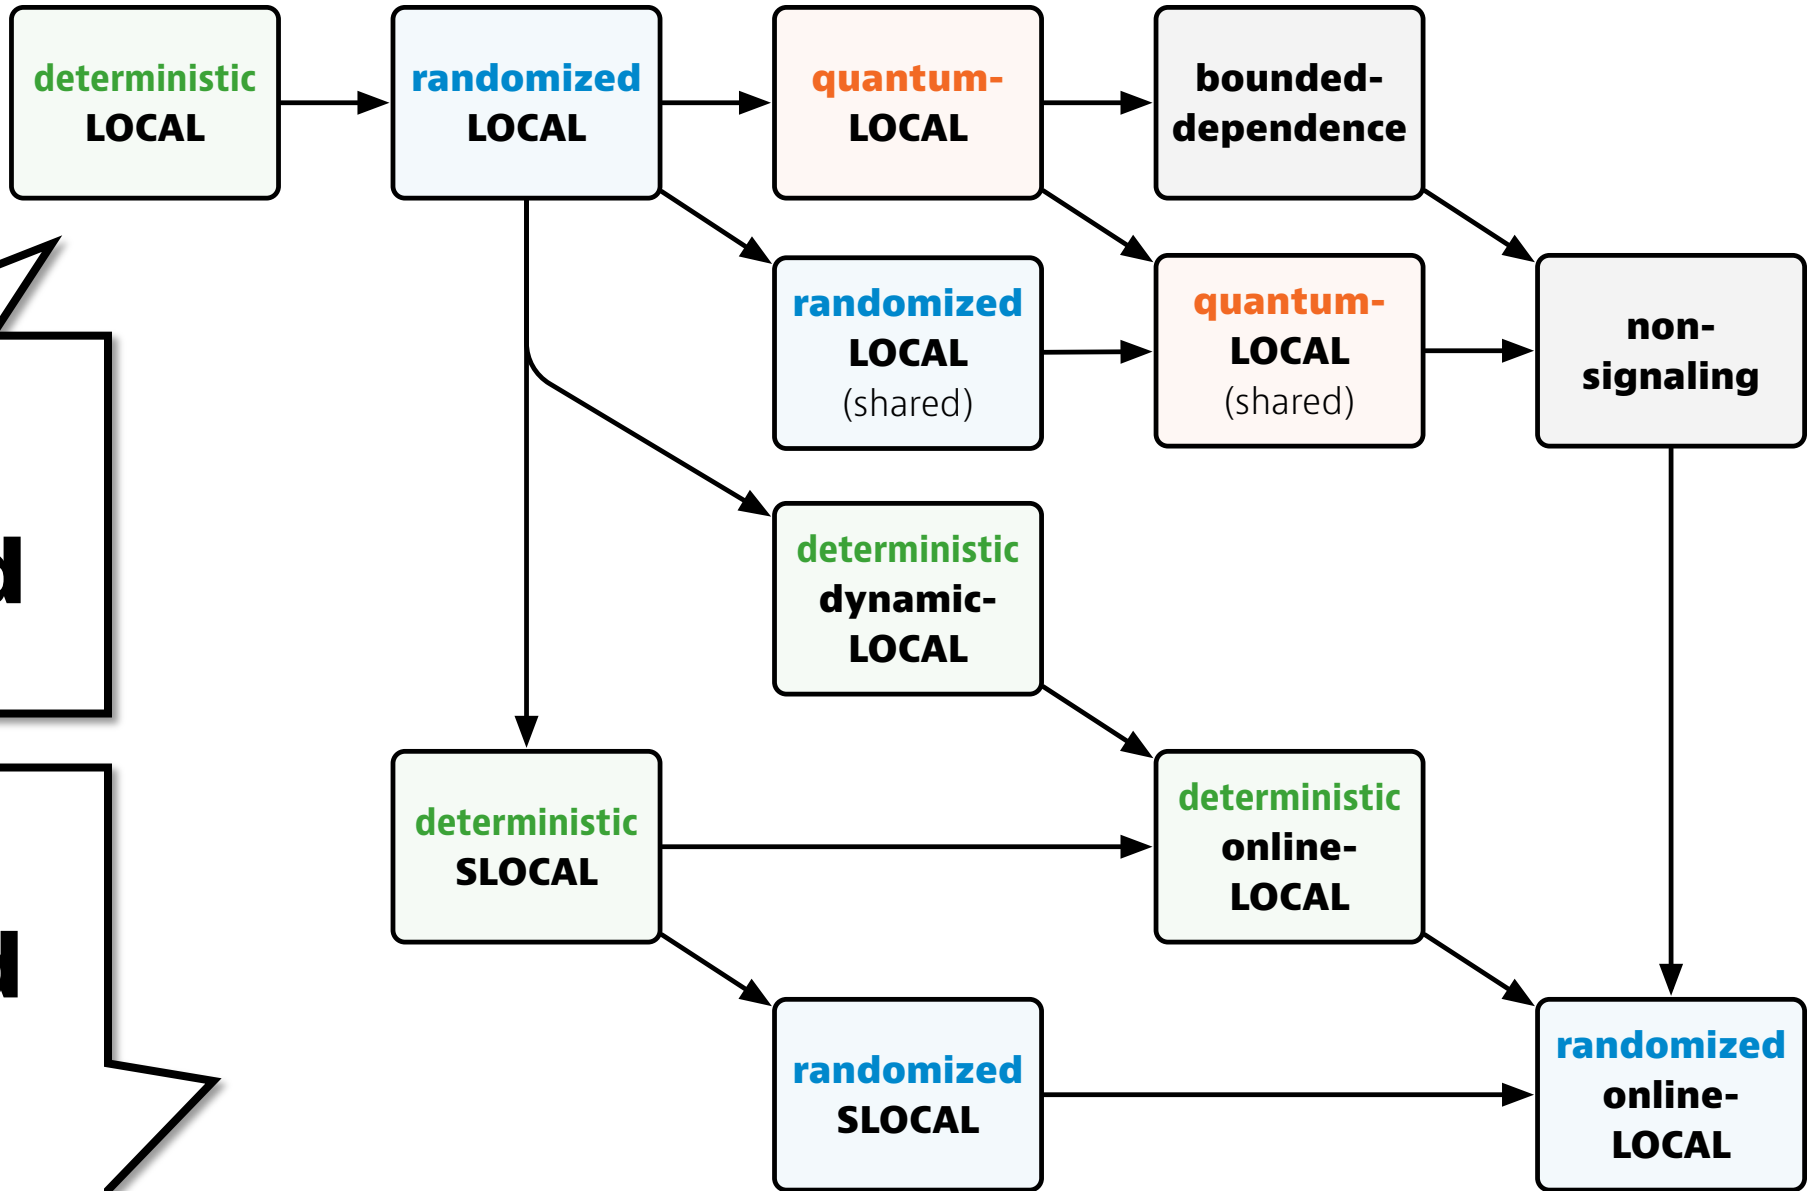 deterministic
LOCAL
randomized
LOCAL
quantum-
LOCAL
bounded-
dependence
randomized
LOCAL
(shared)
quantum-
LOCAL
(shared)
non-
signaling
deterministic
dynamic-
LOCAL
deterministic
SLOCAL
deterministic
online-
LOCAL
randomized
SLOCAL
randomized
online-
LOCAL